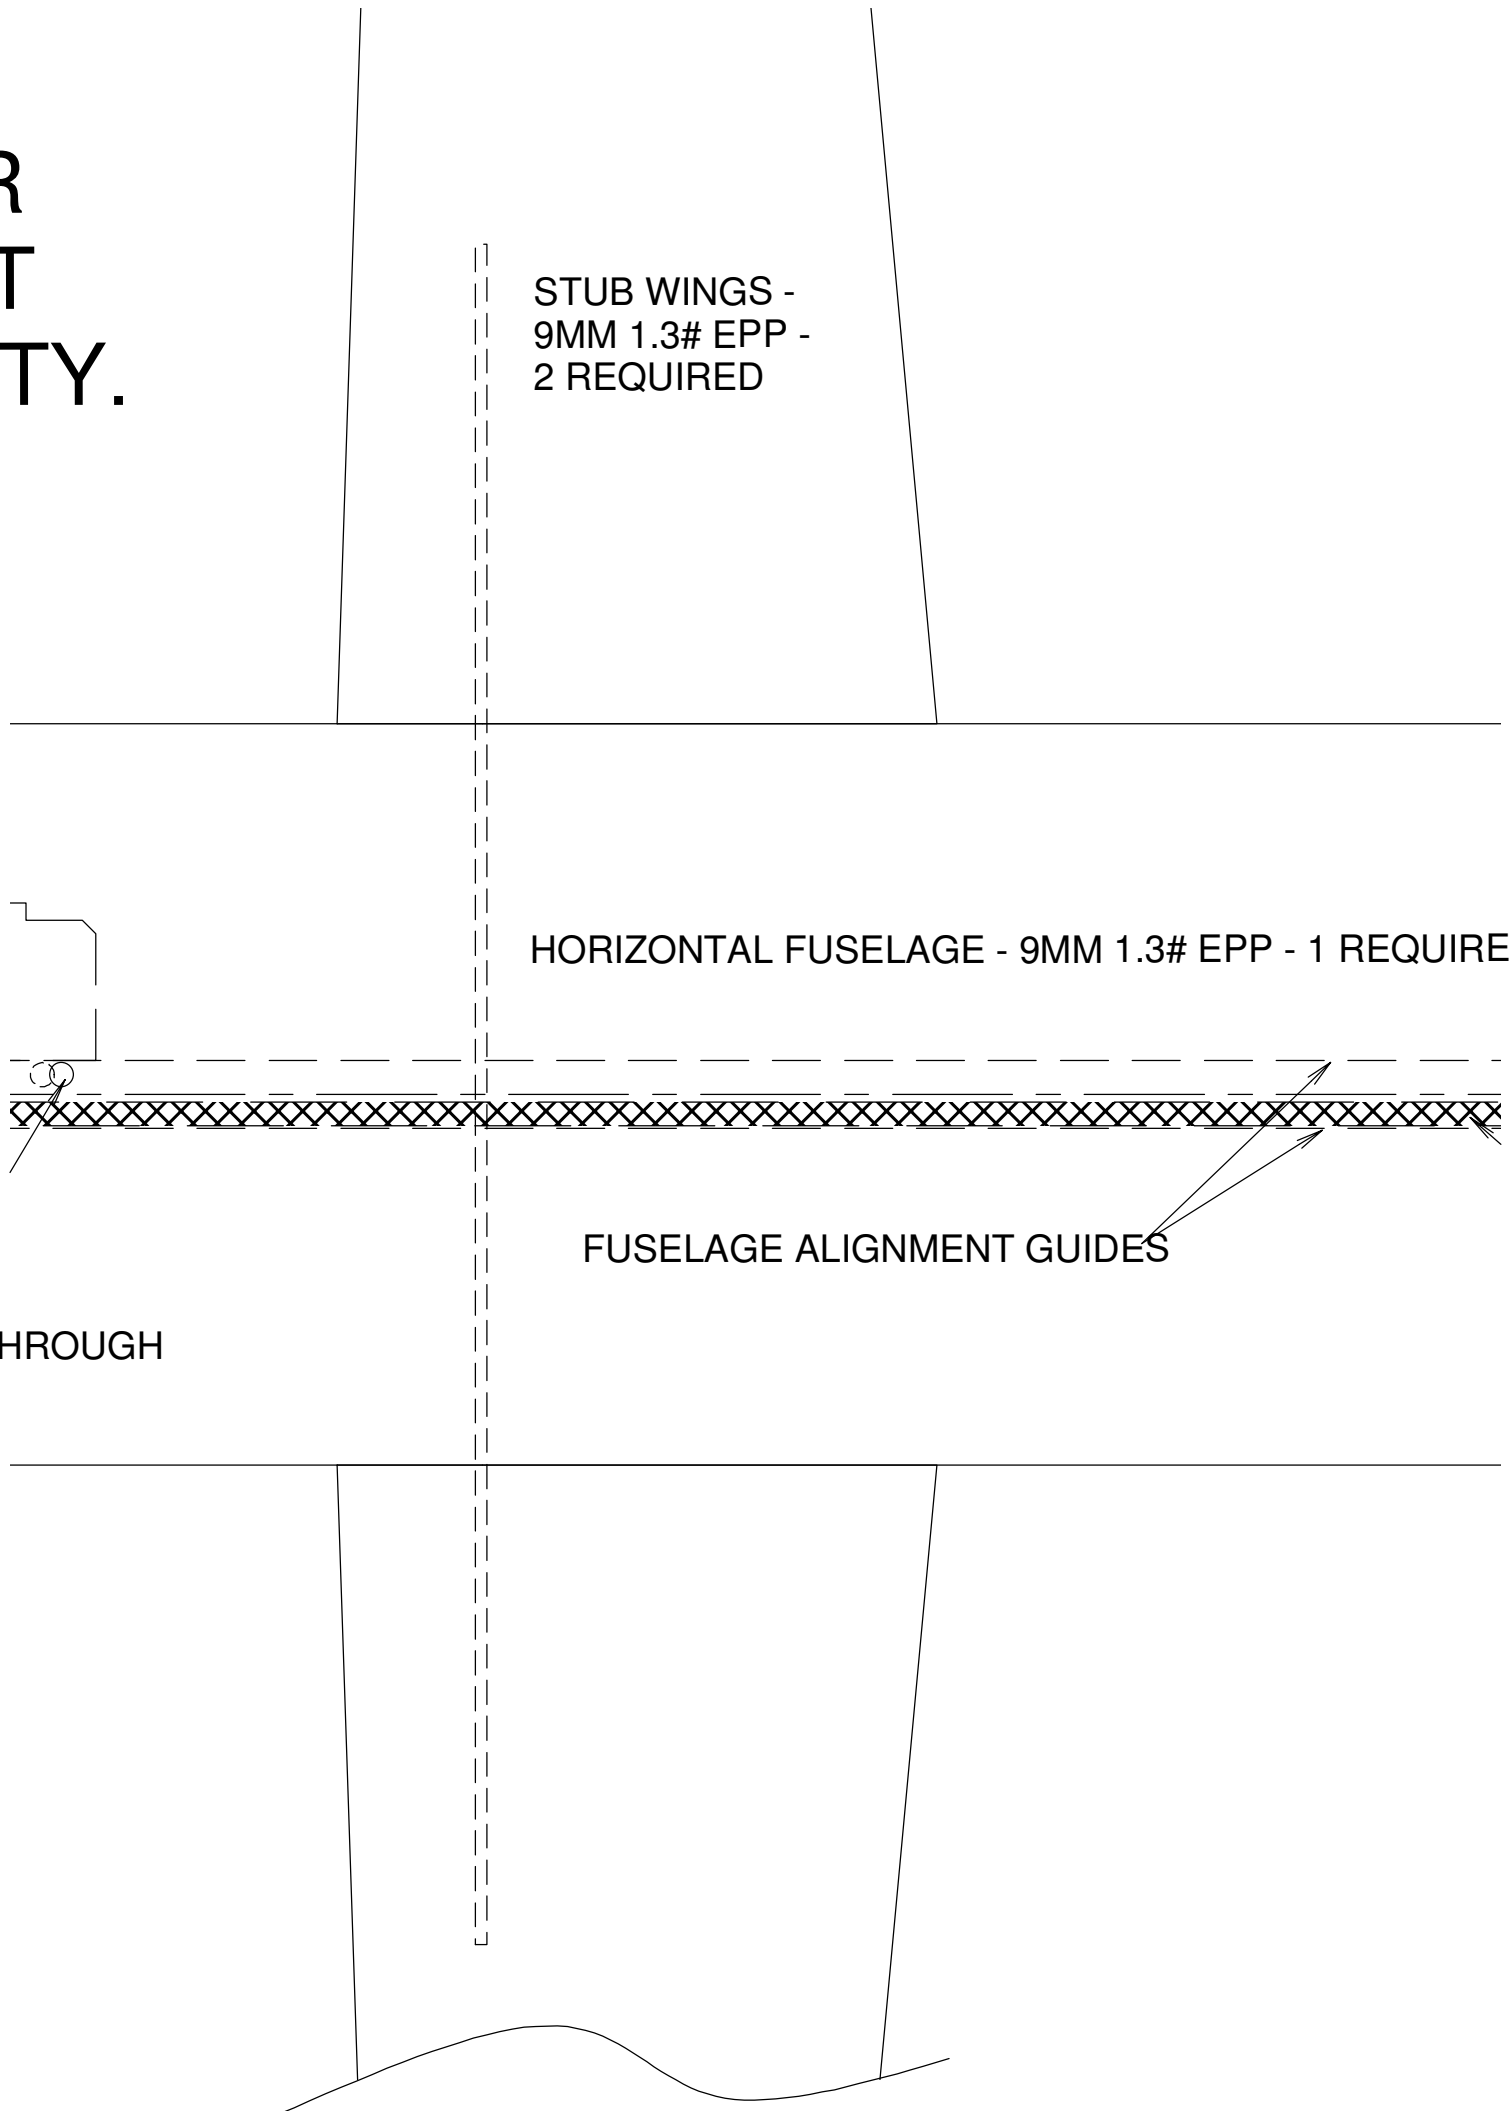 R
T
TY.
STUB WINGS -
9MM 1.3# EPP -
2 REQUIRED
HORIZONTAL FUSELAGE - 9MM 1.3# EPP - 1 REQUIRE
FUSELAGE ALIGNMENT GUIDES
HROUGH